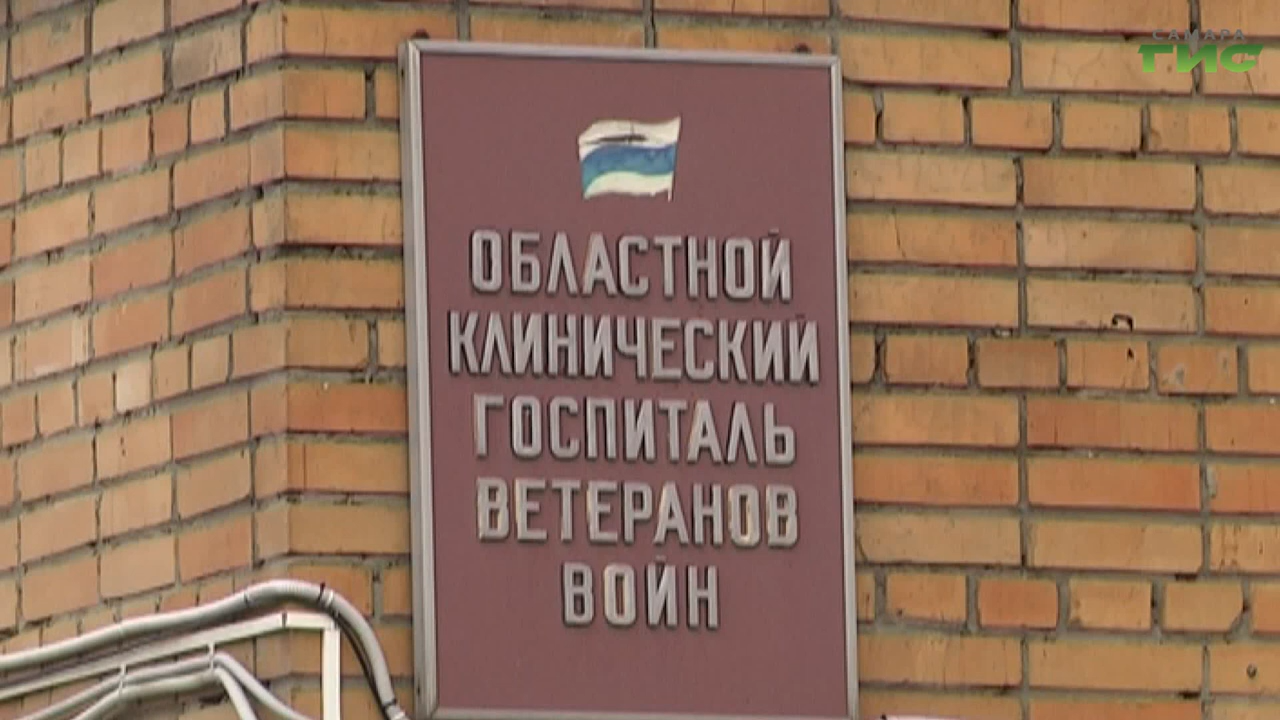 САМАРА
ГИС
ОБЛАСТНОЙ
КЛИНИЧЕСКИЙ
ГОСПИТАЛЬ
ВЕТЕРАНОВ
ВОЙН